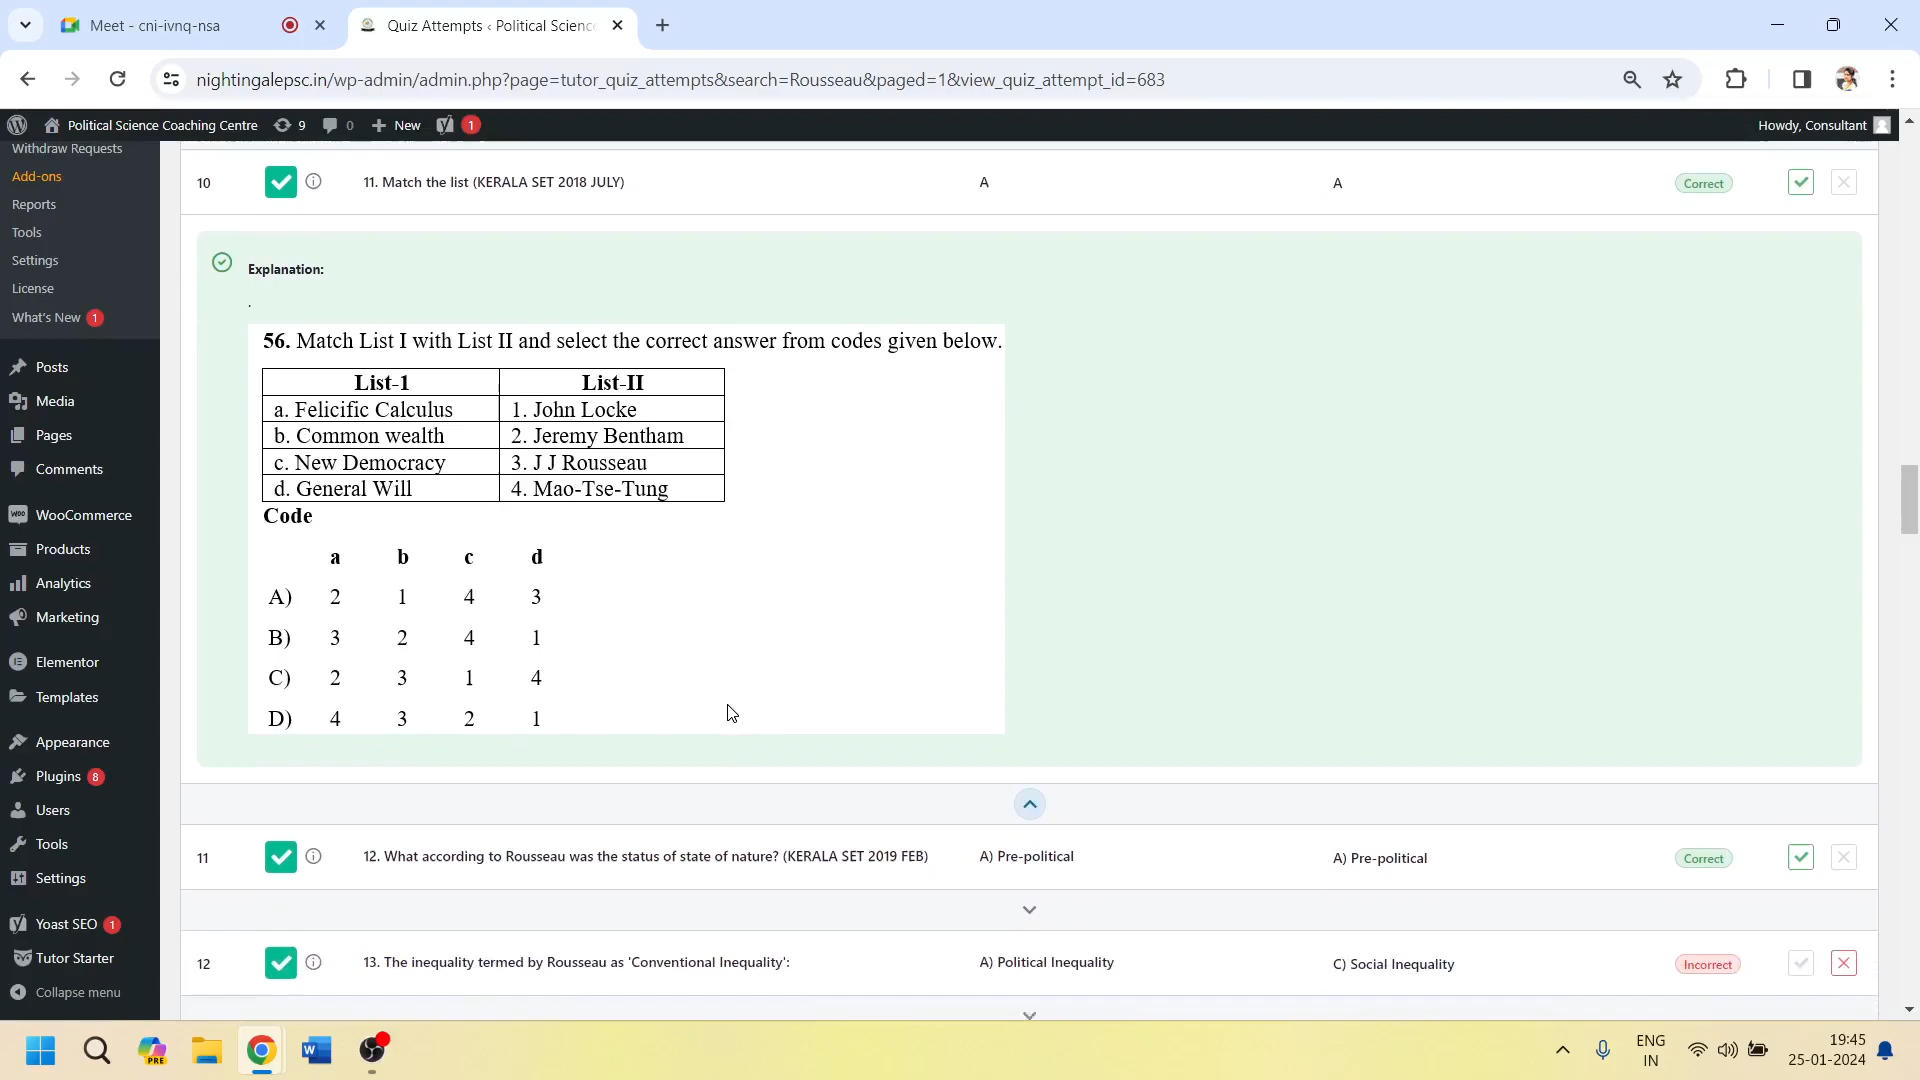 Meet - cni-ivnq-nsa
Quiz Attempts ‹ Political Science
nightingalepsc.in/wp-admin/admin.php?page=tutor_quiz_attempts&search=Rousseau&paged=1&view_quiz_attempt_id=683
Political Science Coaching Centre 9 0 New 1 Howdy, Consultant
Withdraw Requests
Add-ons
Reports
Tools
Settings
License
What's New 1
Posts
Media
Pages
Comments
WooCommerce
Products
Analytics
Marketing
Elementor
Templates
Appearance
Plugins 8
Users
Tools
Settings
Yoast SEO 1
Tutor Starter
Collapse menu
10 11. Match the list (KERALA SET 2018 JULY) A A Correct
Explanation:
.
56. Match List I with List II and select the correct answer from codes given below.
List-1 List-II
a. Felicific Calculus 1. John Locke
b. Common wealth 2. Jeremy Bentham
c. New Democracy 3. J J Rousseau
d. General Will 4. Mao-Tse-Tung
Code
a b c d
A) 2 1 4 3
B) 3 2 4 1
C) 2 3 1 4
D) 4 3 2 1
11 12. What according to Rousseau was the status of state of nature? (KERALA SET 2019 FEB) A) Pre-political A) Pre-political Correct
12 13. The inequality termed by Rousseau as 'Conventional Inequality': A) Political Inequality C) Social Inequality Incorrect
PRE
ENG
IN
19:45
25-01-2024